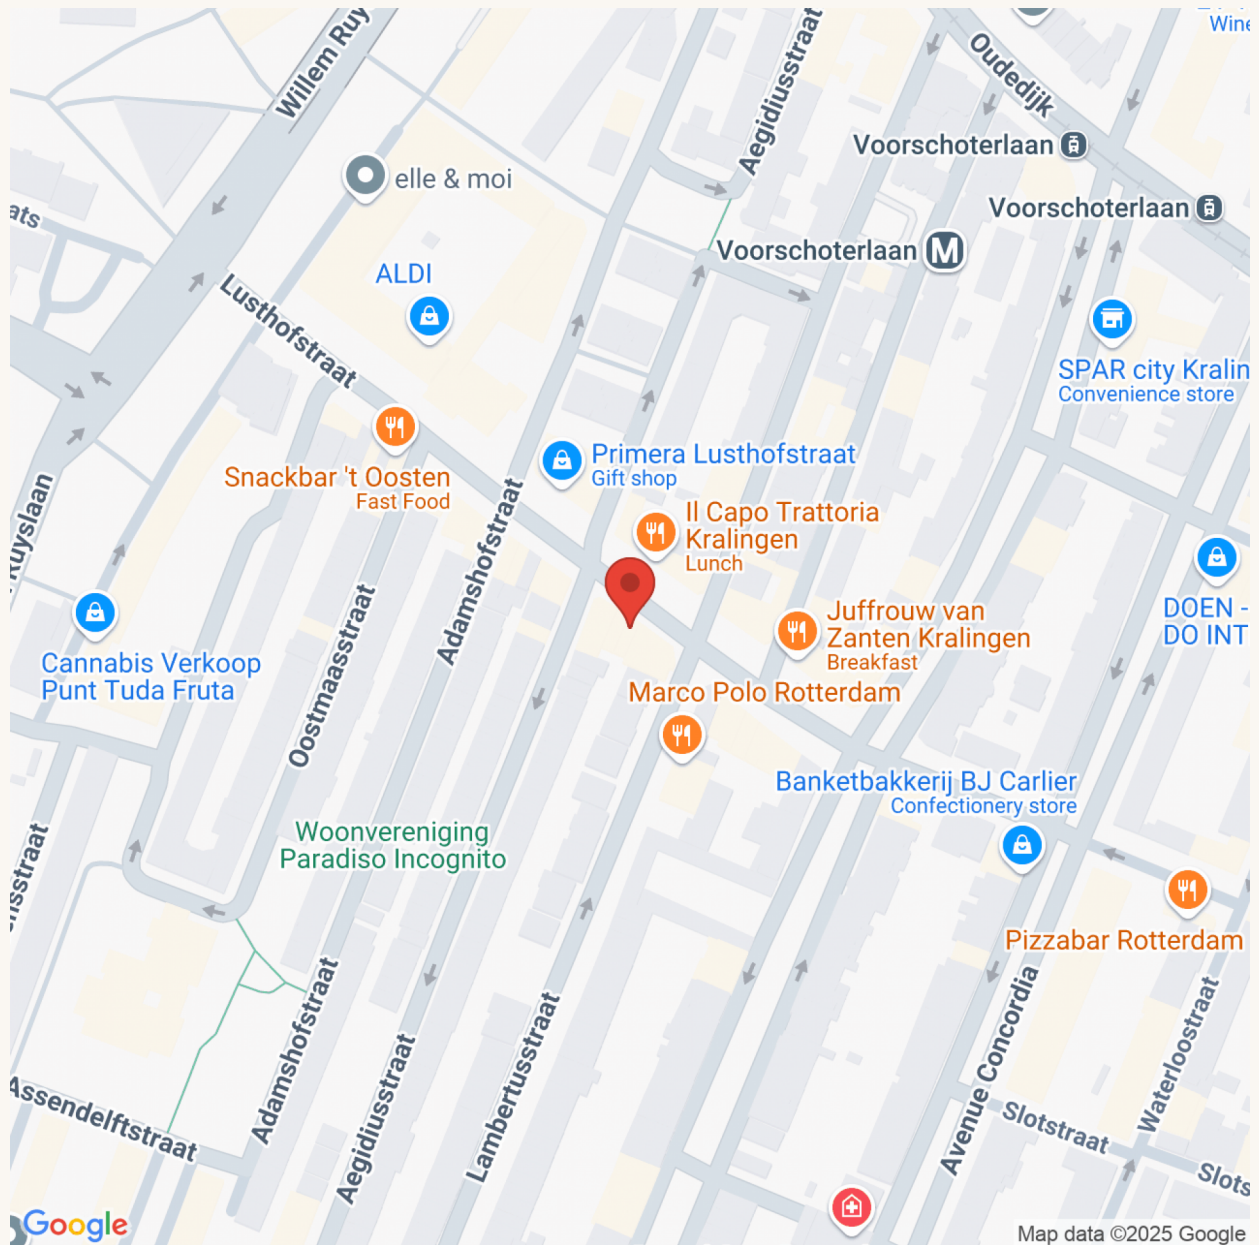 Wine
Willem Ruy
Oudedijk
Aegidiusstraat
Voorschoterlaan
elle & moi
Voorschoterlaan
ats
Voorschoterlaan
ALDI
Lusthofstraat
SPAR city Kralin
Convenience store
Primera Lusthofstraat
Gift shop
Snackbar 't Oosten
Fast Food
Il Capo Trattoria
Kralingen
Lunch
Ruyslaan
Adamshofstraat
Juffrouw van
Zanten Kralingen
Breakfast
DOEN -
DO INT
Cannabis Verkoop
Punt Tuda Fruta
Oostmaasstraat
Marco Polo Rotterdam
Banketbakkerij BJ Carlier
Confectionery store
Woonvereniging
Paradiso Incognito
nsstraat
Pizzabar Rotterdam
Adamshofstraat
Aegidiusstraat
Lambertusstraat
Avenue Concordia
Waterloostraat
Assendelftstraat
Slotstraat
Slots
Google
Map data ©2025 Google